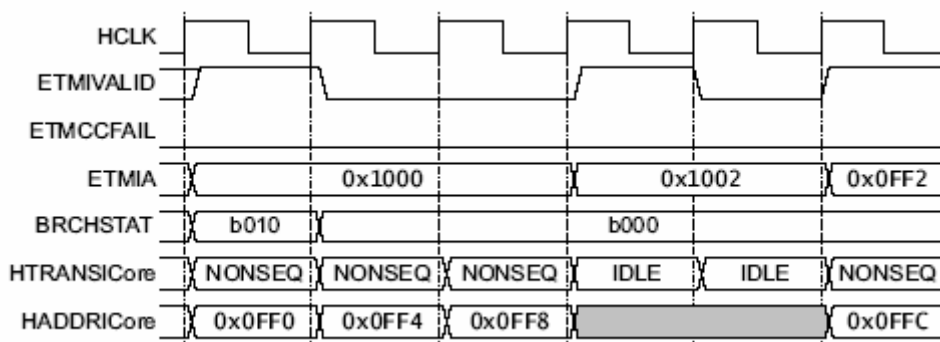 HCLK
ETMIVALID
ETMCCFAIL
ETMIA 0x1000 0x1002 0x0FF2
BRCHSTAT b010 b000
HTRANSICore NONSEQ NONSEQ NONSEQ IDLE IDLE NONSEQ
HADDRICore 0x0FF0 0x0FF4 0x0FF8 0x0FFC